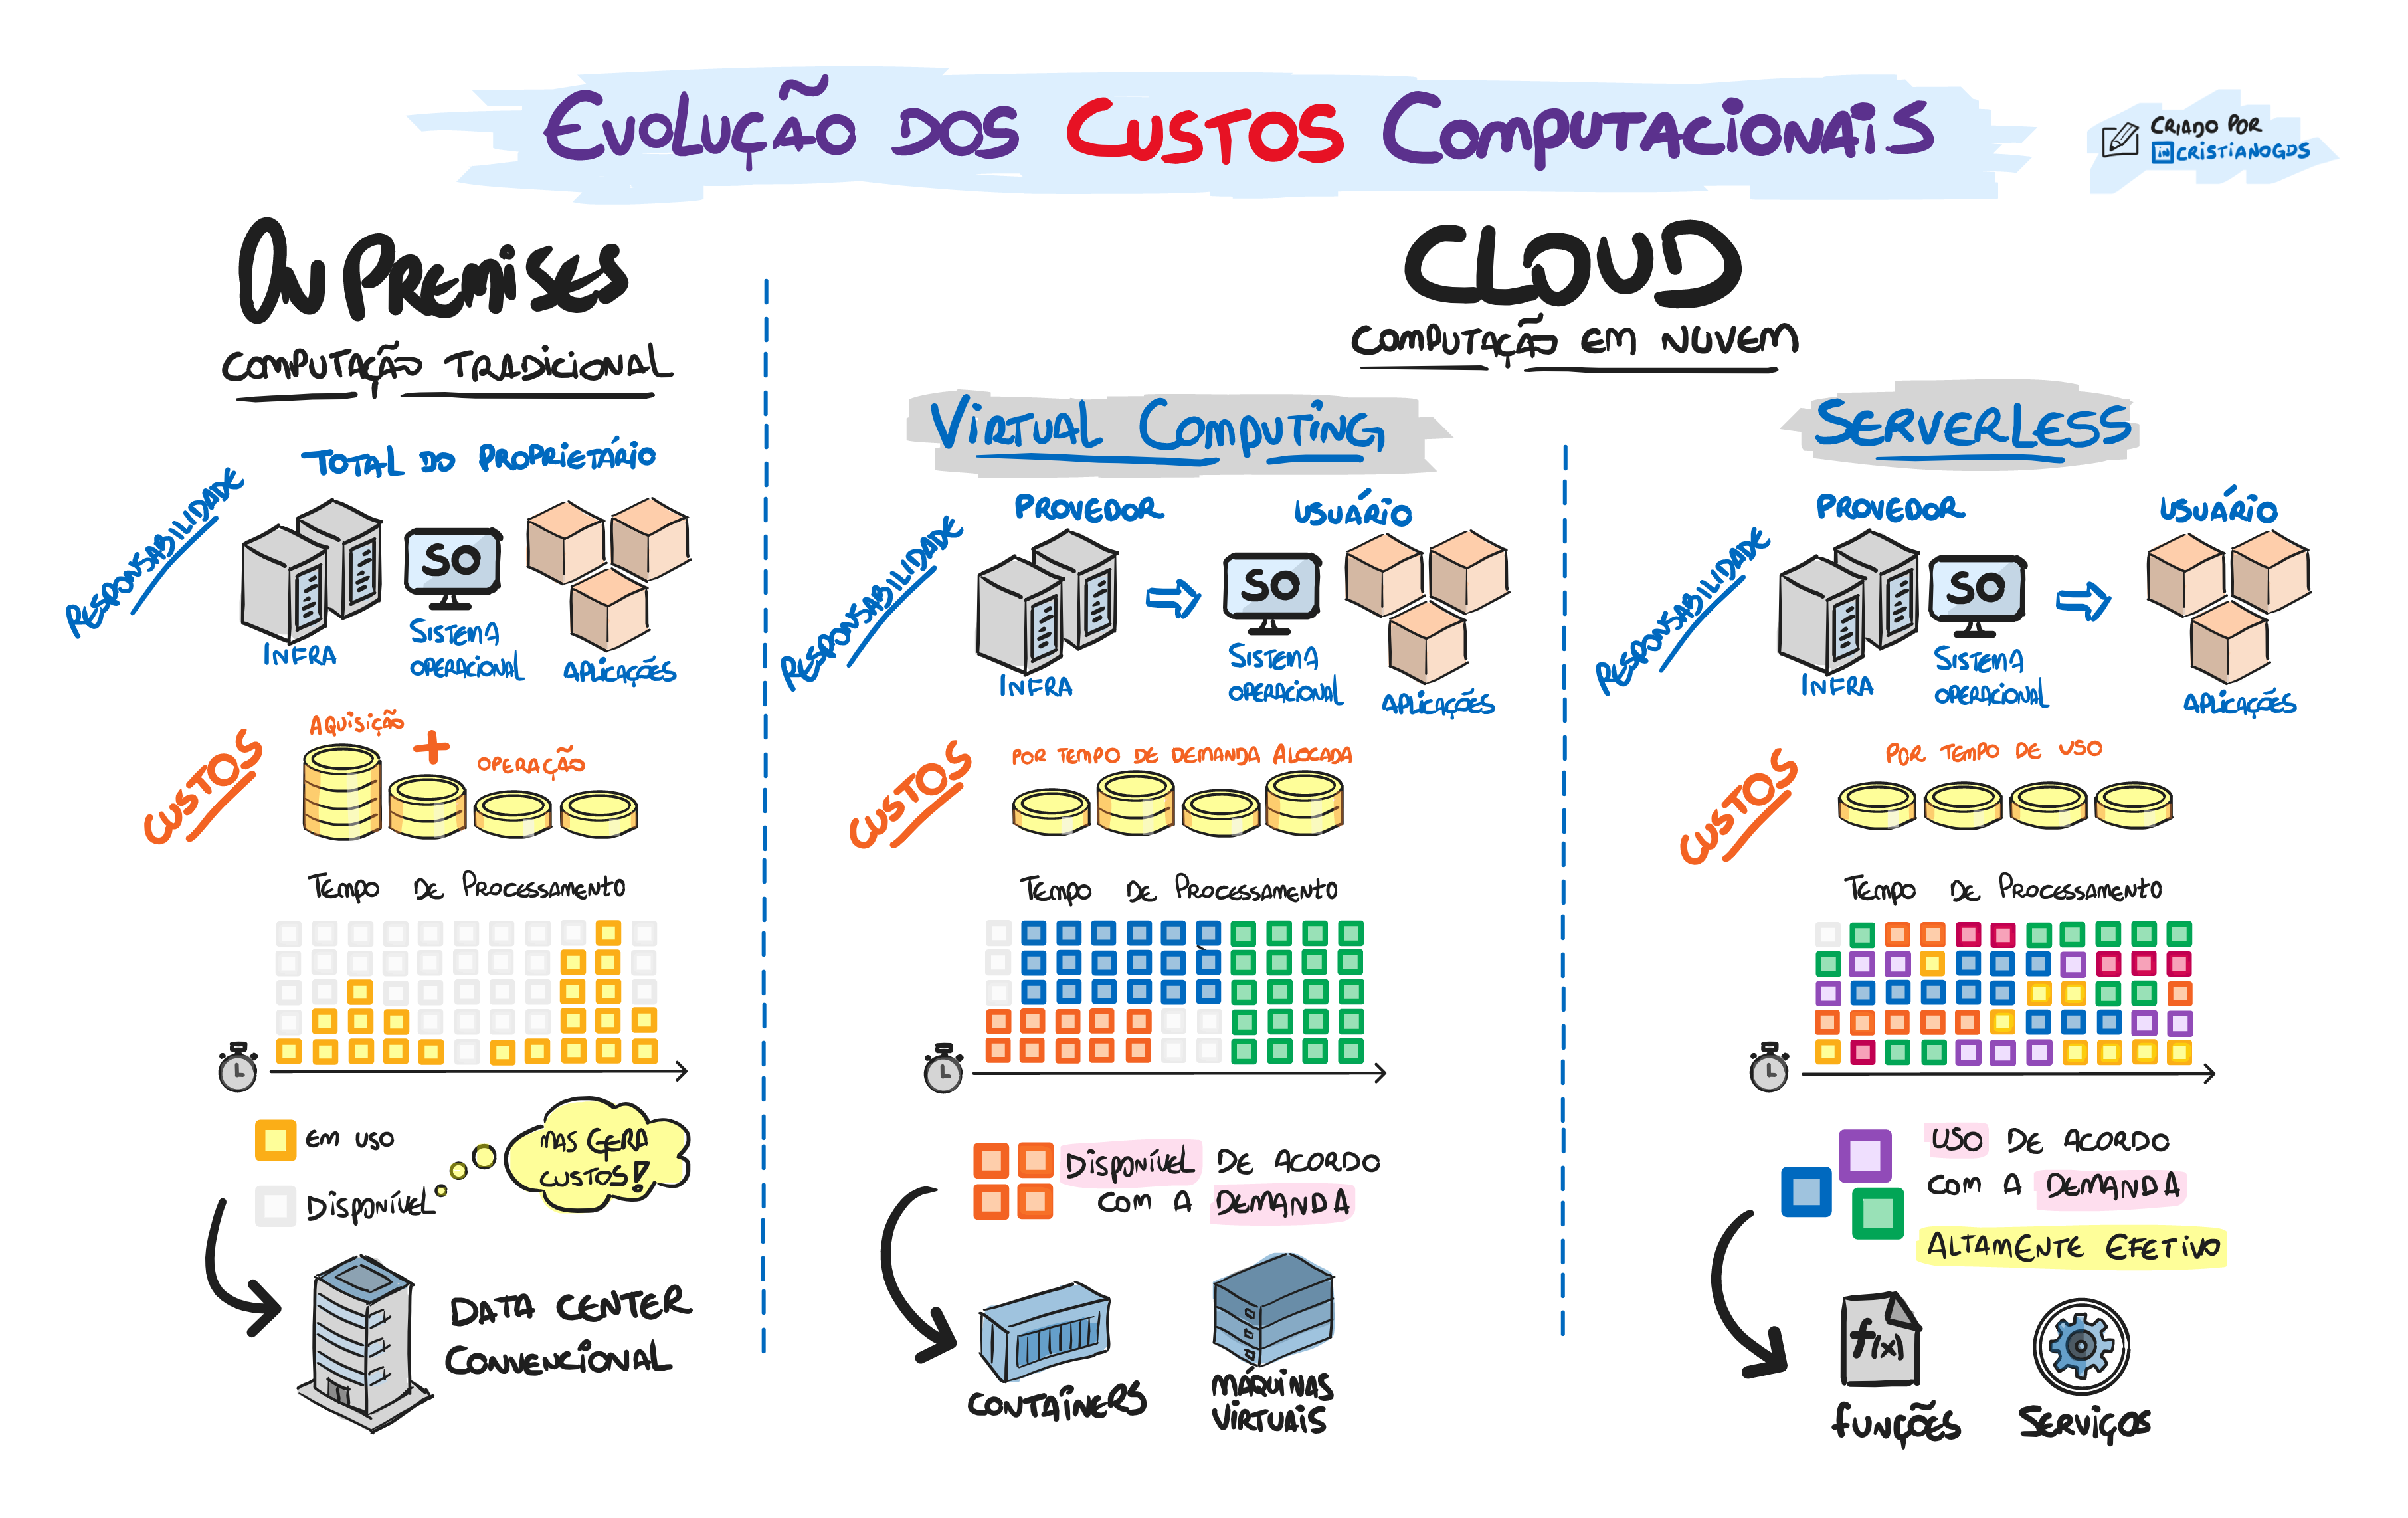 Evolução dos Custos Computacionais
Criado por
in cristianogds
On Premises
Computação Tradicional
Responsabilidade
Total do Proprietário
SO
Infra
Sistema
Operacional
Aplicações
Custos
Aquisição
+
Operação
Tempo de Processamento
Em uso
Disponível
Mas gera
custos!
Data Center
Convencional
Cloud
Computação em Nuvem
Virtual Computing
Responsabilidade
Provedor
Usuário
SO
Infra
Sistema
Operacional
Aplicações
Custos
Por tempo de demanda alocada
Tempo de Processamento
Disponível de acordo
com a demanda
Containers
Máquinas
Virtuais
Serverless
Responsabilidade
Provedor
Usuário
SO
Infra
Sistema
Operacional
Aplicações
Custos
Por tempo de uso
Tempo de Processamento
Uso de acordo
com a demanda
Altamente efetivo
f(x)
Funções
Serviços